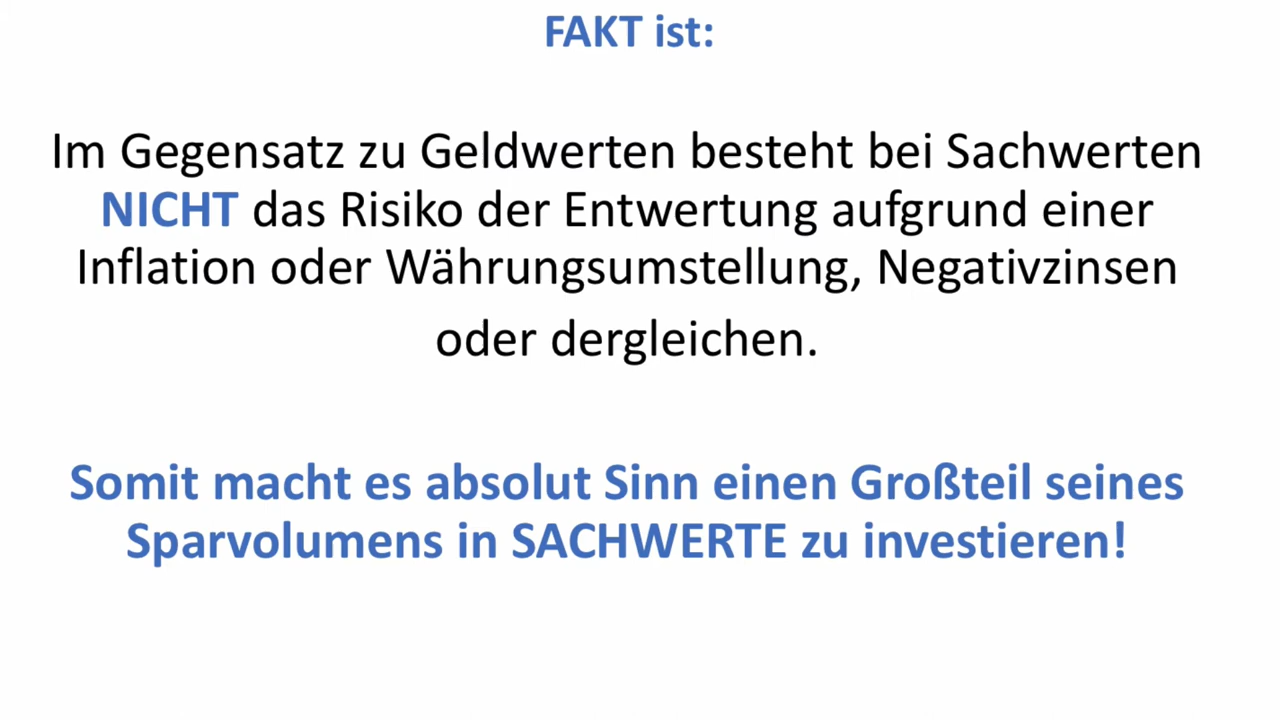 FAKT ist:
Im Gegensatz zu Geldwerten besteht bei Sachwerten
NICHT das Risiko der Entwertung aufgrund einer
Inflation oder Währungsumstellung, Negativzinsen
oder dergleichen.
Somit macht es absolut Sinn einen Großteil seines
Sparvolumens in SACHWERTE zu investieren!